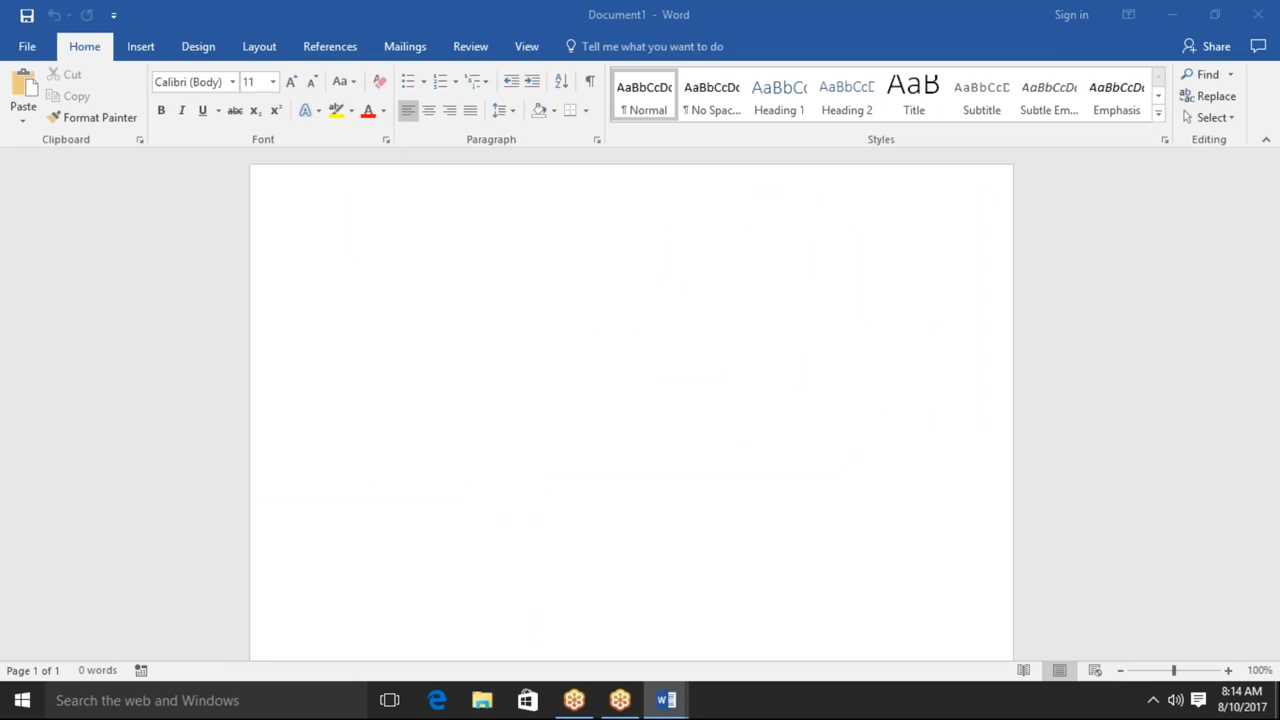 Document1 - Word
Sign in
File Home Insert Design Layout References Mailings Review View Tell me what you want to do Share
Paste
Cut
Copy
Format Painter
Clipboard
Calibri (Body) 11 Aa
B I U abc x₂ x² A A
Font
Paragraph
AaBbCcDc AaBbCcDc AaBbCc AaBbCcD AaB AaBbCcD AaBbCcDc AaBbCcDc
¶ Normal ¶ No Spac... Heading 1 Heading 2 Title Subtitle Subtle Em... Emphasis
Styles
Find
Replace
Select
Editing
Page 1 of 1 0 words 100%
Search the web and Windows
8:14 AM
8/10/2017